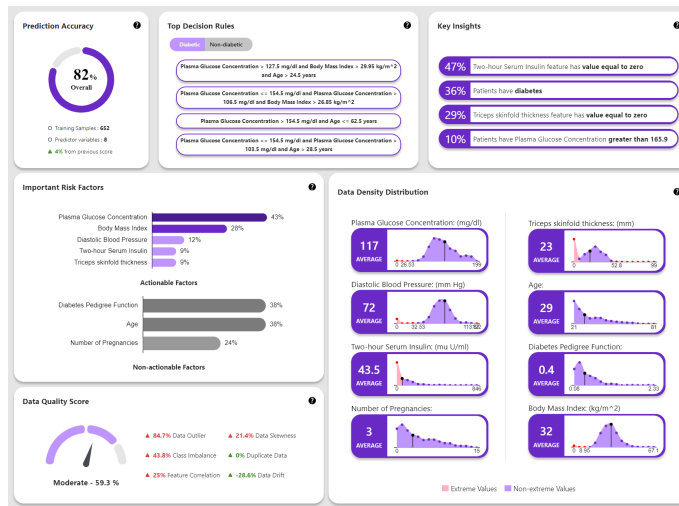 Prediction Accuracy
82%
Overall
Training Samples : 652
Predictor variables : 8
4% from previous score
Top Decision Rules
Diabetic Non-diabetic
Plasma Glucose Concentration > 127.5 mg/dl and Body Mass Index > 29.95 kg/m^2
and Age > 24.5 years
Plasma Glucose Concentration <= 154.5 mg/dl and Plasma Glucose Concentration >
106.5 mg/dl and Body Mass Index > 26.85 kg/m^2
Plasma Glucose Concentration > 154.5 mg/dl and Age <= 62.5 years
Plasma Glucose Concentration <= 154.5 mg/dl and Plasma Glucose Concentration >
103.5 mg/dl and Age > 28.5 years
Key Insights
47% Two-hour Serum Insulin feature has value equal to zero
36% Patients have diabetes
29% Triceps skinfold thickness feature has value equal to zero
10% Patients have Plasma Glucose Concentration greater than 165.9
Important Risk Factors
Plasma Glucose Concentration 43%
Body Mass Index 28%
Diastolic Blood Pressure 12%
Two-hour Serum Insulin 9%
Triceps skinfold thickness 9%
Actionable Factors
Diabetes Pedigree Function 38%
Age 38%
Number of Pregnancies 24%
Non-actionable Factors
Data Quality Score
Moderate - 59.3 %
84.7% Data Outlier
21.4% Data Skewness
43.8% Class Imbalance
0% Duplicate Data
25% Feature Correlation
-28.6% Data Drift
Data Density Distribution
Plasma Glucose Concentration: (mg/dl)
117
AVERAGE
0 26.53 199
Diastolic Blood Pressure: (mm Hg)
72
AVERAGE
0 32.53
Two-hour Serum Insulin: (mu U/ml)
43.5
AVERAGE
0 846
Number of Pregnancies:
3
AVERAGE
0 15
Triceps skinfold thickness: (mm)
23
AVERAGE
0 52.6 99
Age:
29
AVERAGE
21 81
Diabetes Pedigree Function:
0.4
AVERAGE
0.08 2.33
Body Mass Index: (kg/m^2)
32
AVERAGE
0 8.95 67.1
Extreme Values Non-extreme Values